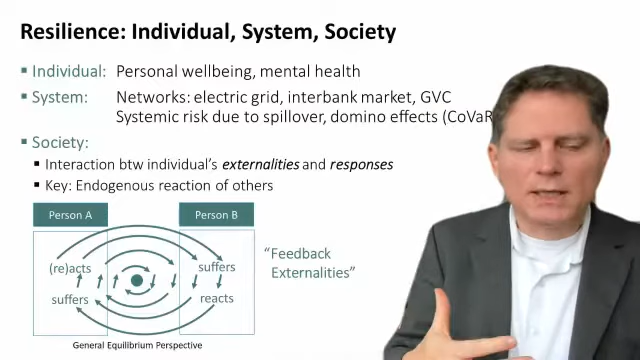 Resilience: Individual, System, Society
▪ Individual: Personal wellbeing, mental health
▪ System: Networks: electric grid, interbank market, GVC
Systemic risk due to spillover, domino effects (CoVaR
▪ Society:
▪ Interaction btw individual's externalities and responses
▪ Key: Endogenous reaction of others
Person A
Person B
(re)acts
suffers
suffers
reacts
"Feedback
Externalities"
General Equilibrium Perspective